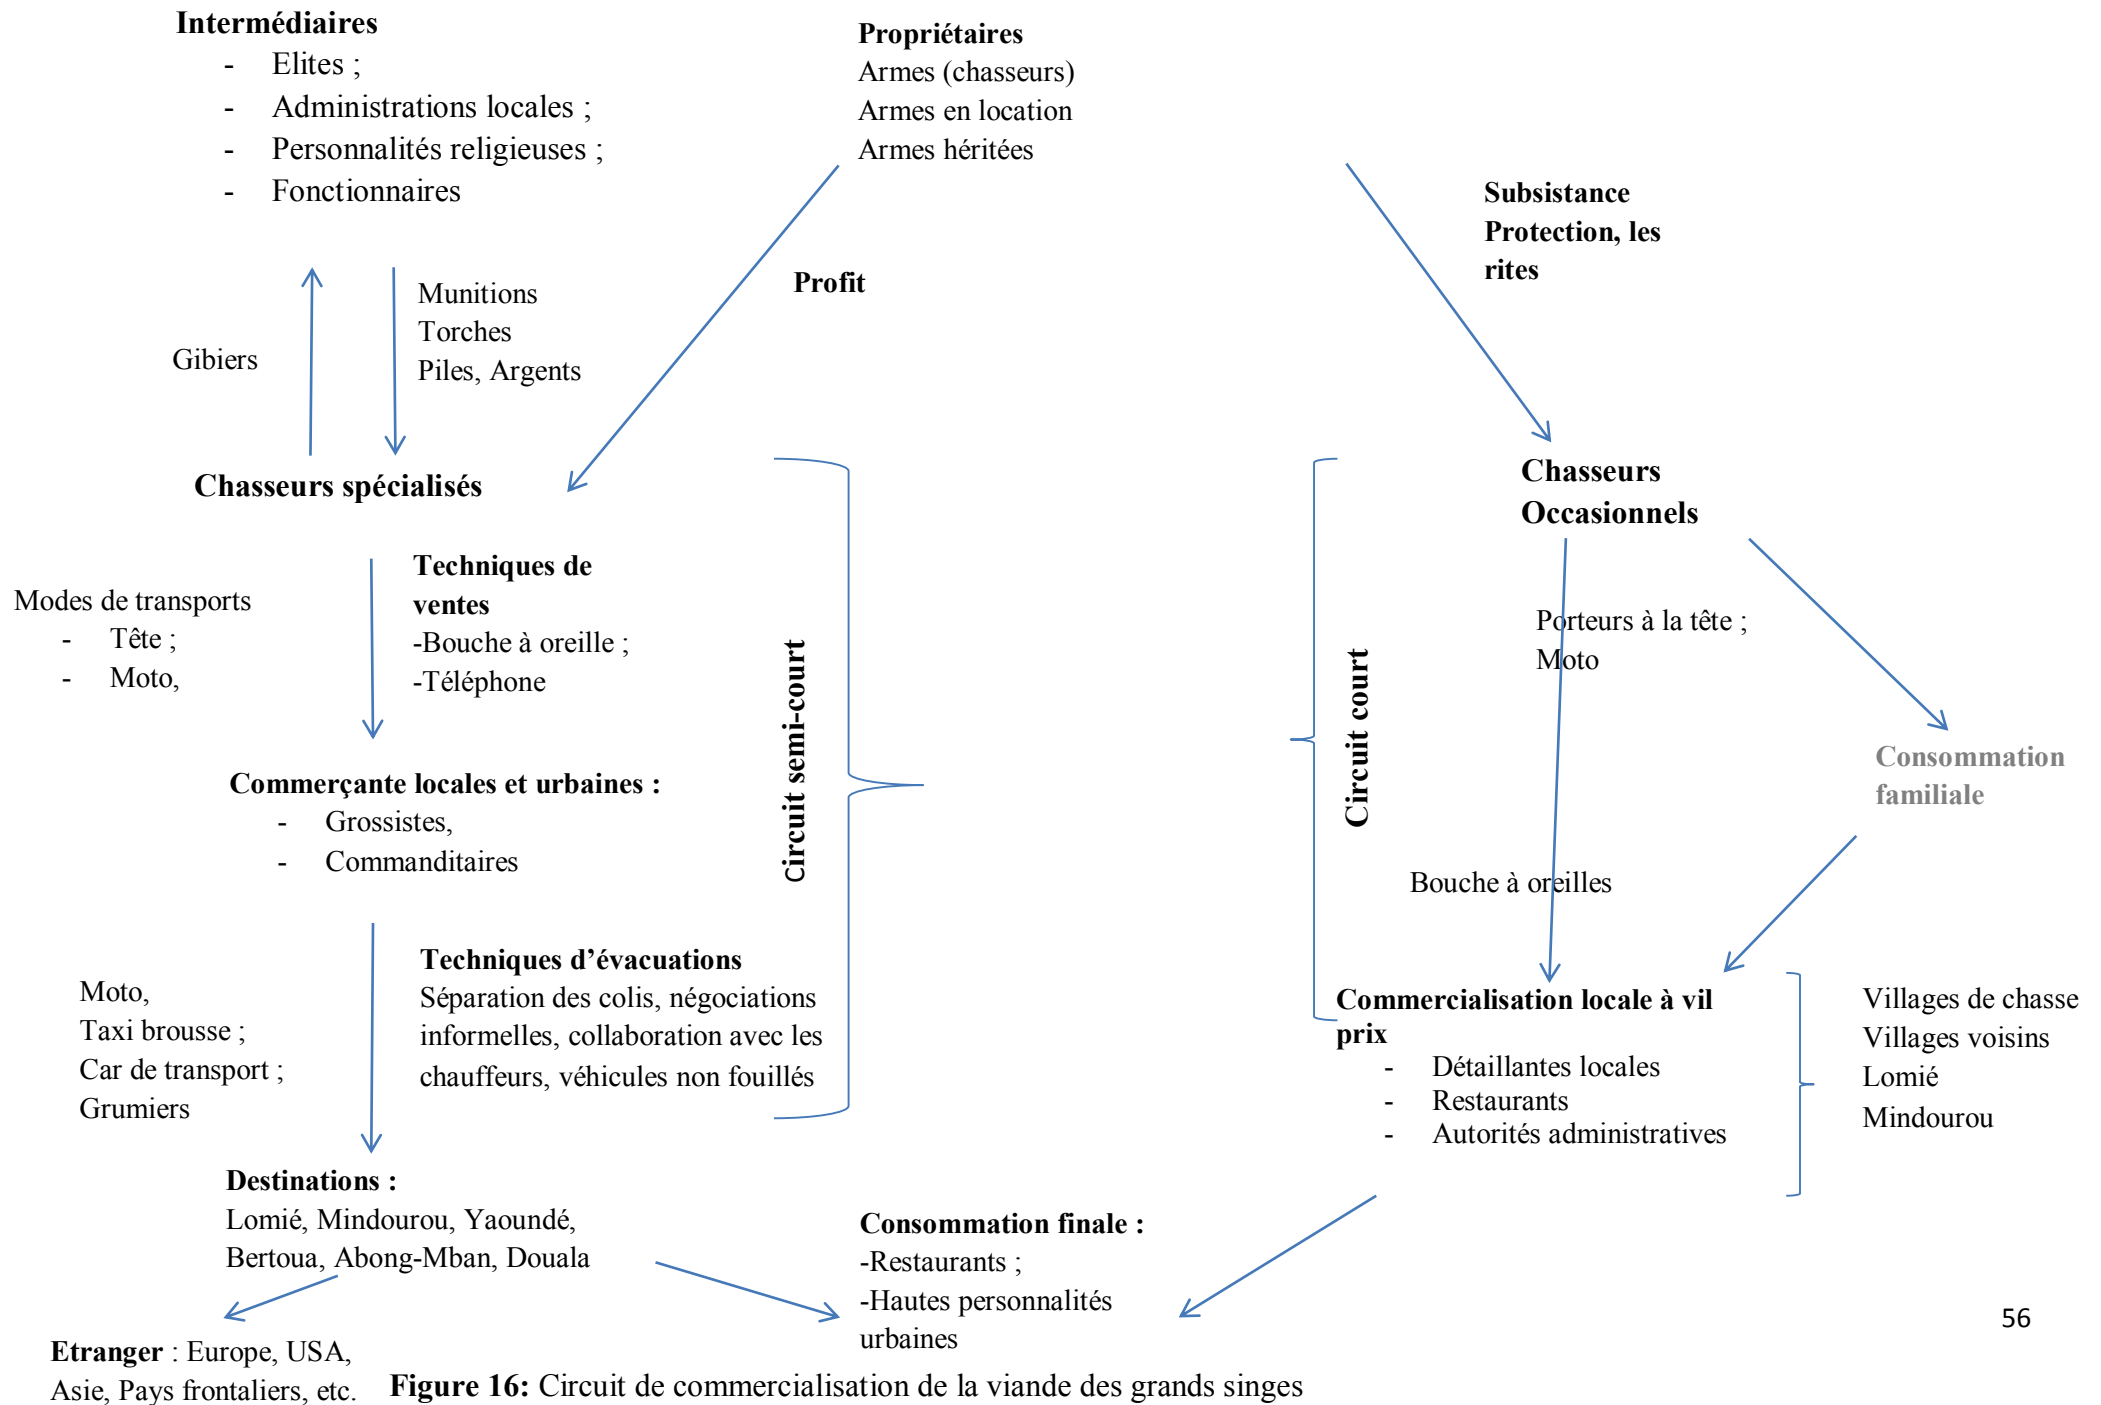 Intermédiaires
- Elites ;
- Administrations locales ;
- Personnalités religieuses ;
- Fonctionnaires
Propriétaires
Armes (chasseurs)
Armes en location
Armes héritées
Subsistance
Protection, les
rites
Profit
Gibiers
Munitions
Torches
Piles, Argents
Chasseurs spécialisés
Chasseurs
Occasionnels
Modes de transports
- Tête ;
- Moto,
Techniques de
ventes
-Bouche à oreille ;
-Téléphone
Circuit semi-court
Circuit court
Porteurs à la tête ;
Moto
Consommation
familiale
Commerçante locales et urbaines :
- Grossistes,
- Commanditaires
Bouche à oreilles
Moto,
Taxi brousse ;
Car de transport ;
Grumiers
Techniques d’évacuations
Séparation des colis, négociations
informelles, collaboration avec les
chauffeurs, véhicules non fouillés
Commercialisation locale à vil
prix
- Détaillantes locales
- Restaurants
- Autorités administratives
Villages de chasse
Villages voisins
Lomié
Mindourou
Destinations :
Lomié, Mindourou, Yaoundé,
Bertoua, Abong-Mban, Douala
Consommation finale :
-Restaurants ;
-Hautes personnalités
urbaines
Etranger : Europe, USA,
Asie, Pays frontaliers, etc.
56
Figure 16: Circuit de commercialisation de la viande des grands singes